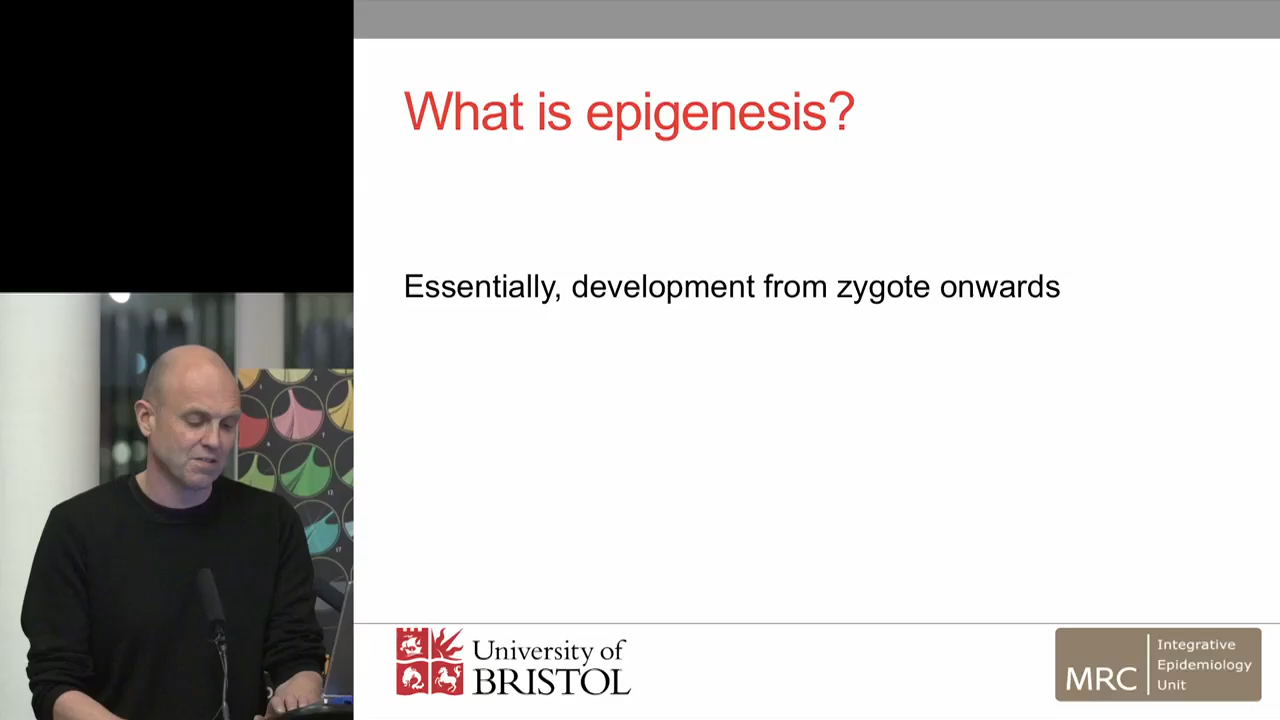 What is epigenesis?
Essentially, development from zygote onwards
University of
BRISTOL
MRC
Integrative
Epidemiology
Unit